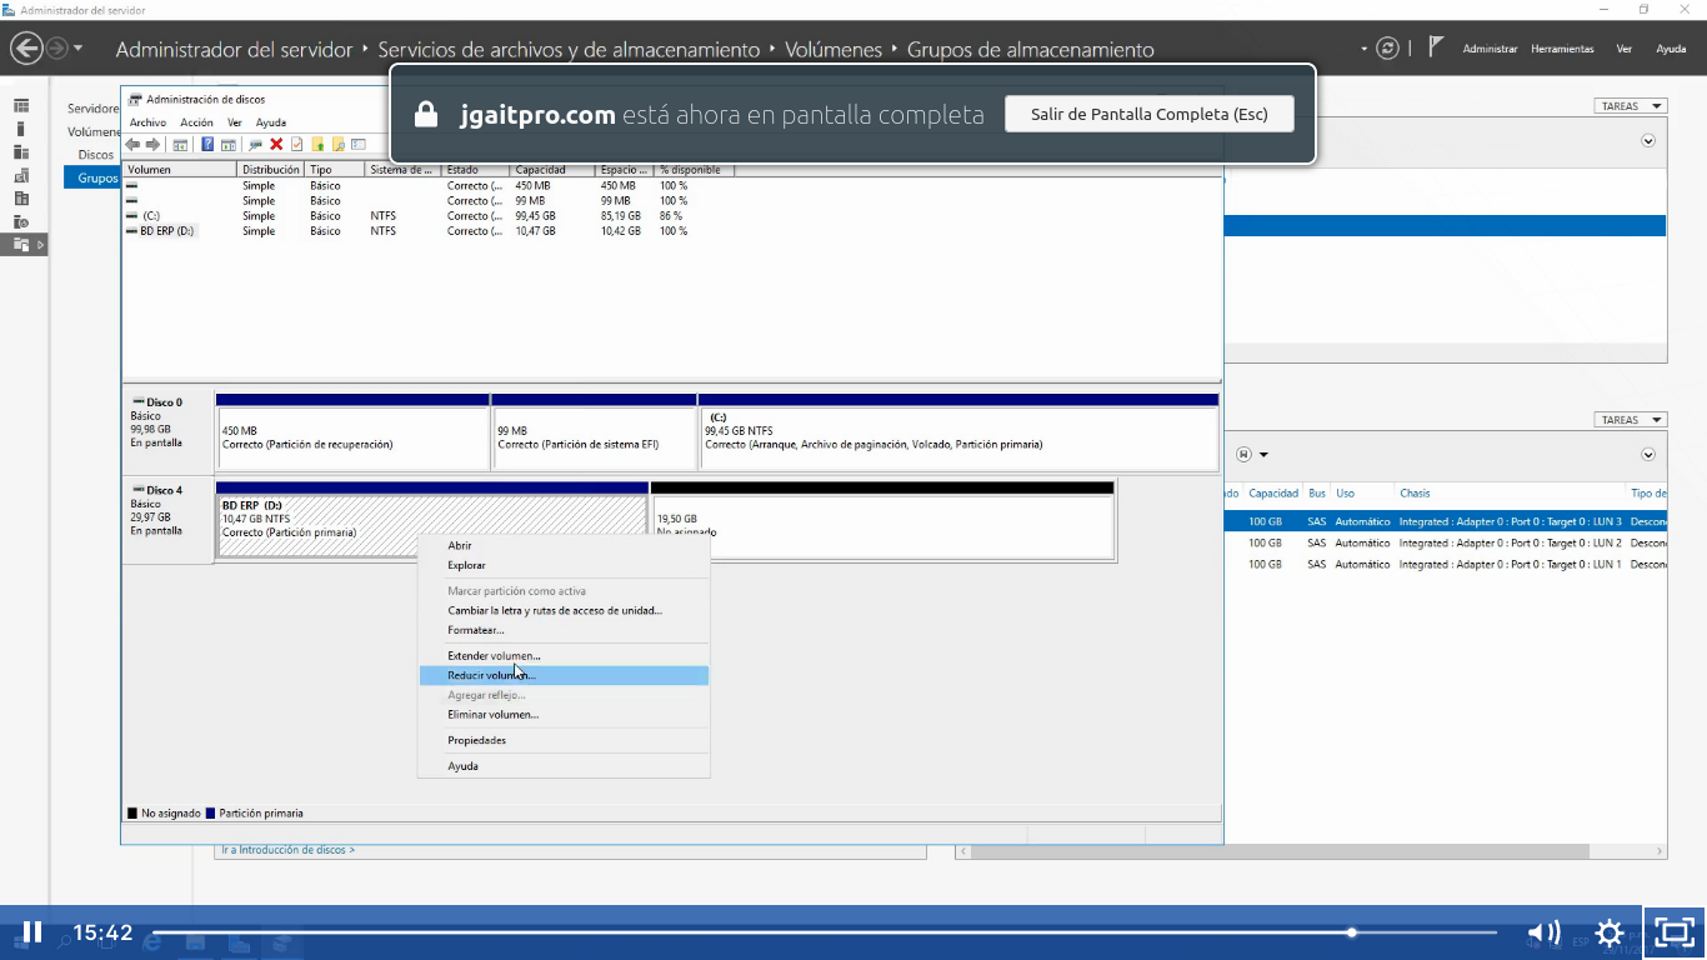 Administrador del servidor
Administrador del servidor • Servicios de archivos y de almacenamiento • Volúmenes • Grupos de almacenamiento
Administrar Herramientas Ver Ayuda
jgaitpro.com está ahora en pantalla completa
Salir de Pantalla Completa (Esc)
Servidore
Volúmene
Discos
Grupos
Administración de discos
Archivo Acción Ver Ayuda
Volumen Distribución Tipo Sistema de ... Estado Capacidad Espacio ... % disponible
Simple Básico Correcto (... 450 MB 450 MB 100 %
Simple Básico Correcto (... 99 MB 99 MB 100 %
(C:) Simple Básico NTFS Correcto (... 99,45 GB 85,19 GB 86 %
BD ERP (D:) Simple Básico NTFS Correcto (... 10,47 GB 10,42 GB 100 %
Disco 0
Básico
99,98 GB
En pantalla
450 MB
Correcto (Partición de recuperación)
99 MB
Correcto (Partición de sistema EFI)
(C:)
99,45 GB NTFS
Correcto (Arranque, Archivo de paginación, Volcado, Partición primaria)
Disco 4
Básico
29,97 GB
En pantalla
BD ERP (D:)
10,47 GB NTFS
Correcto (Partición primaria)
19,50 GB
No asignado
Abrir
Explorar
Marcar partición como activa
Cambiar la letra y rutas de acceso de unidad...
Formatear...
Extender volumen...
Reducir volumen...
Agregar reflejo...
Eliminar volumen...
Propiedades
Ayuda
No asignado Partición primaria
Ir a Introducción de discos >
TAREAS
TAREAS
do Capacidad Bus Uso Chasis Tipo de
100 GB SAS Automático Integrated : Adapter 0 : Port 0 : Target 0 : LUN 3 Descon
100 GB SAS Automático Integrated : Adapter 0 : Port 0 : Target 0 : LUN 2 Descon
100 GB SAS Automático Integrated : Adapter 0 : Port 0 : Target 0 : LUN 1 Descon
15:42
ESP